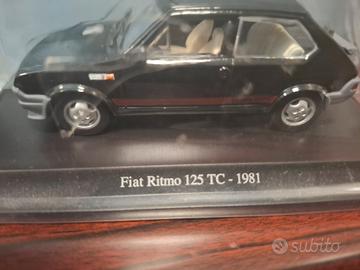 Fiat Ritmo 125 TC - 1981
subito